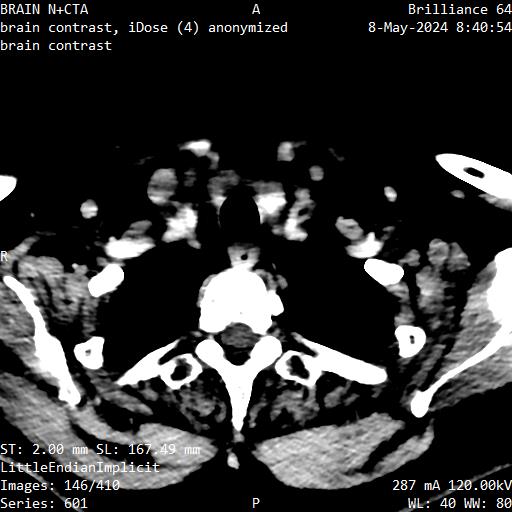 BRAIN N+CTA
A
Brilliance 64
brain contrast, iDose (4) anonymized
8-May-2024 8:40:54
brain contrast
R
ST: 2.00 mm SL: 167.49 mm
LittleEndianImplicit
Images: 146/410
287 mA 120.00kV
Series: 601
P
WL: 40 WW: 80